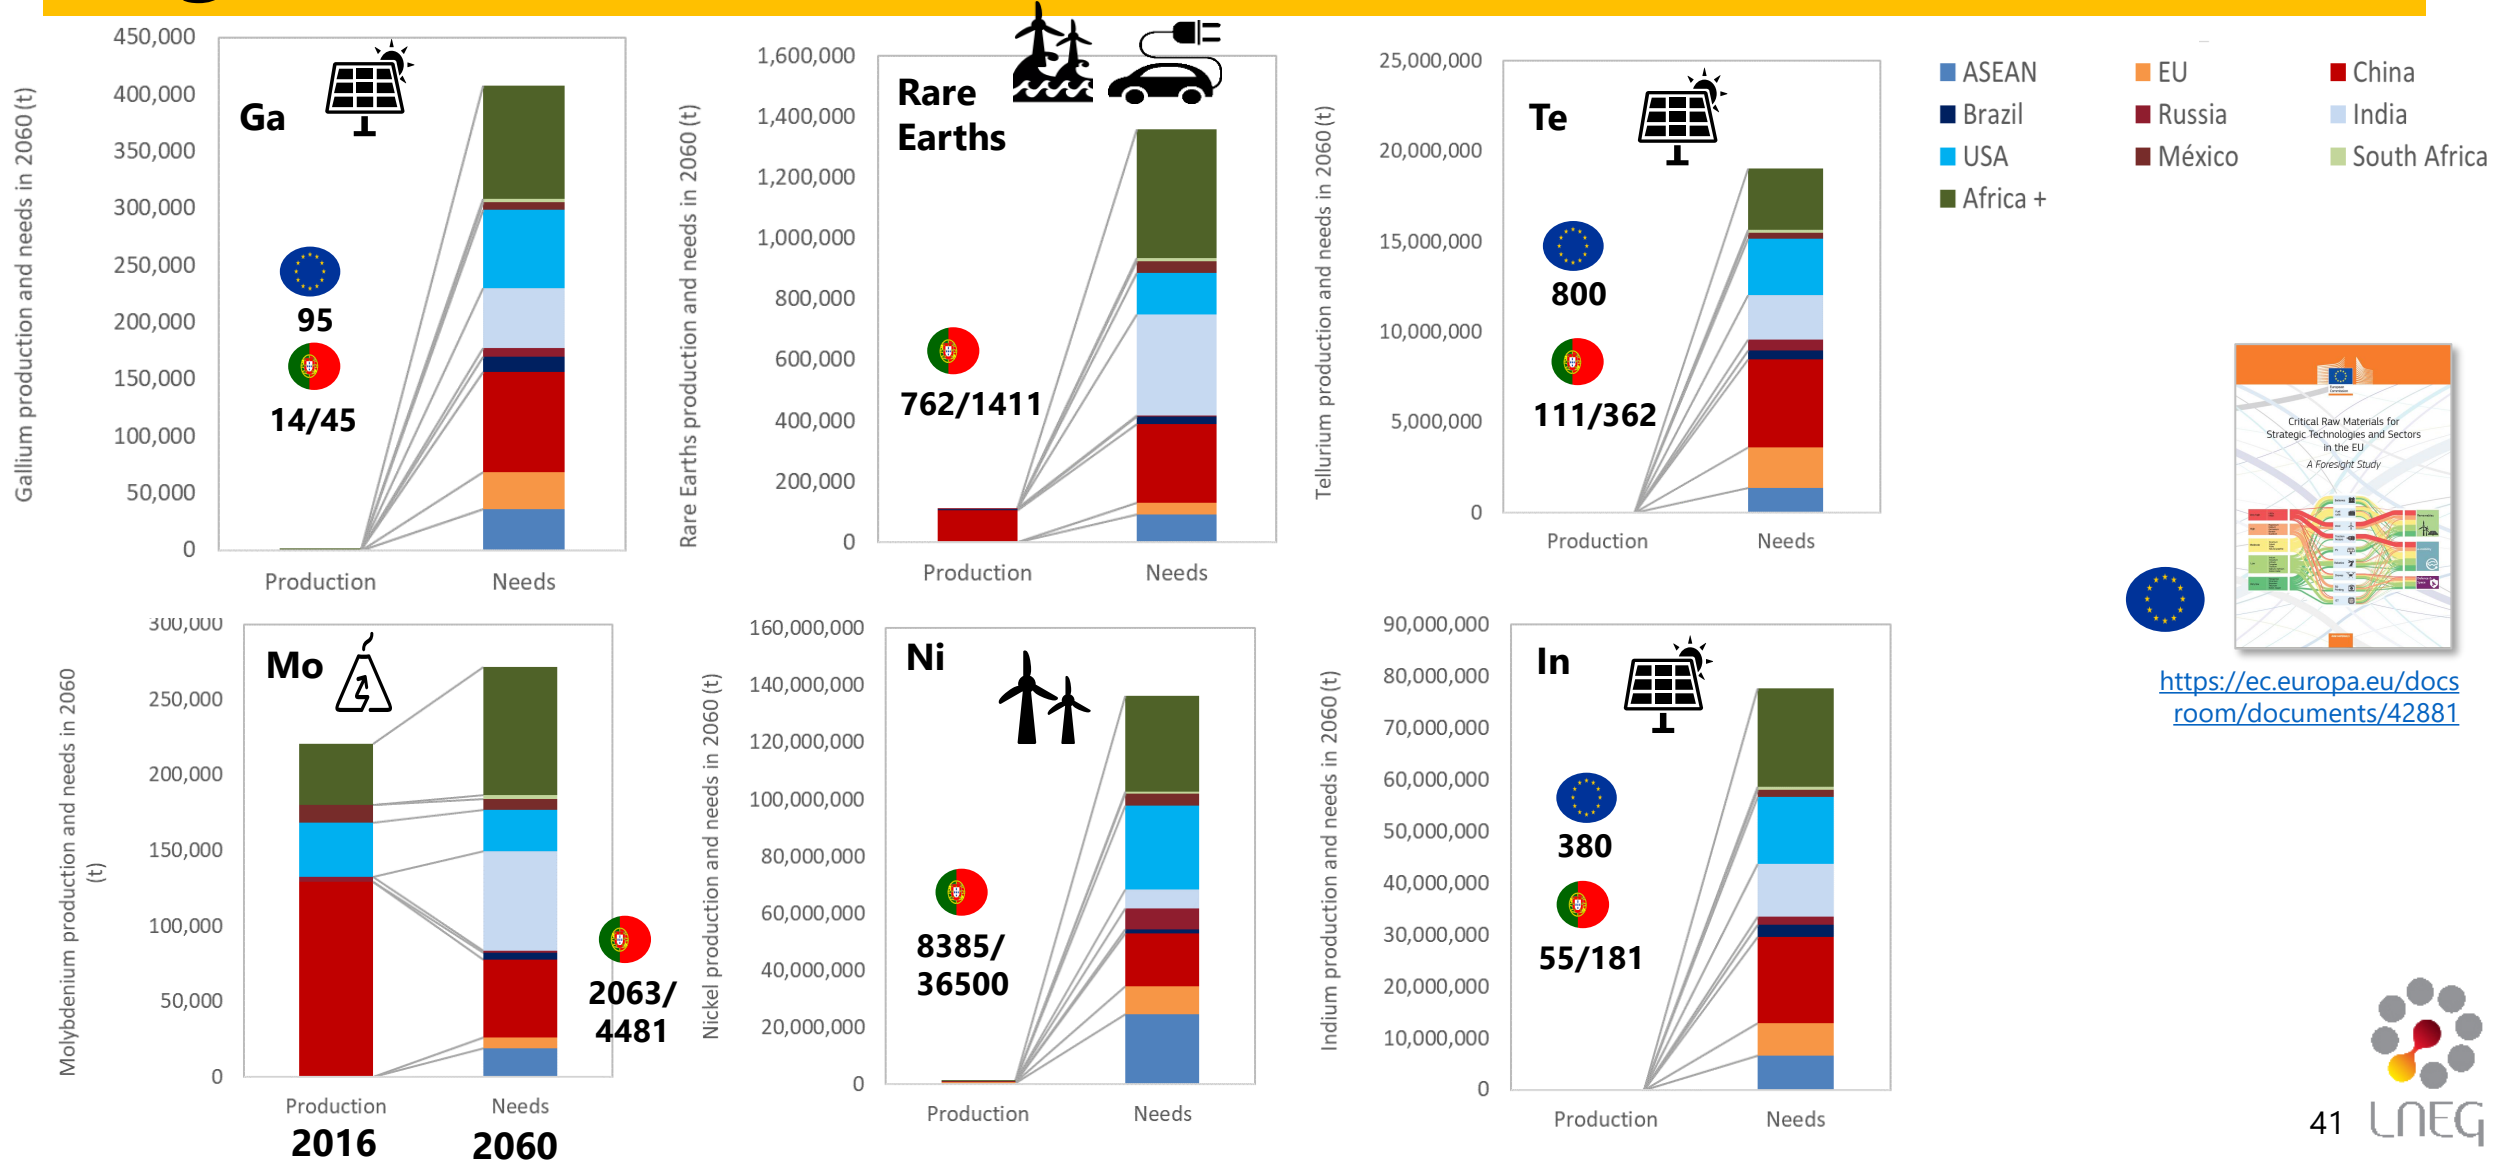 Gallium production and needs in 2060 (t)
450,000
400,000
350,000
300,000
250,000
200,000
150,000
100,000
50,000
0
Ga
95
14/45
Production
Needs
Rare Earths production and needs in 2060 (t)
1,600,000
1,400,000
1,200,000
1,000,000
800,000
600,000
400,000
200,000
0
Rare
Earths
762/1411
Production
Needs
Tellurium production and needs in 2060 (t)
25,000,000
20,000,000
15,000,000
10,000,000
5,000,000
0
Te
800
111/362
Production
Needs
ASEAN
EU
China
Brazil
Russia
India
USA
México
South Africa
Africa +
Critical Raw Materials for
Strategic Technologies and Sectors
in the EU
A Foresight Study
https://ec.europa.eu/docs
room/documents/42881
Molybdenium production and needs in 2060
(t)
300,000
250,000
200,000
150,000
100,000
50,000
0
Mo
2063/
4481
Production
Needs
2016
2060
Nickel production and needs in 2060 (t)
160,000,000
140,000,000
120,000,000
100,000,000
80,000,000
60,000,000
40,000,000
20,000,000
0
Ni
8385/
36500
Production
Needs
Indium production and needs in 2060 (t)
90,000,000
80,000,000
70,000,000
60,000,000
50,000,000
40,000,000
30,000,000
20,000,000
10,000,000
0
In
380
55/181
Production
Needs
41
LNEG